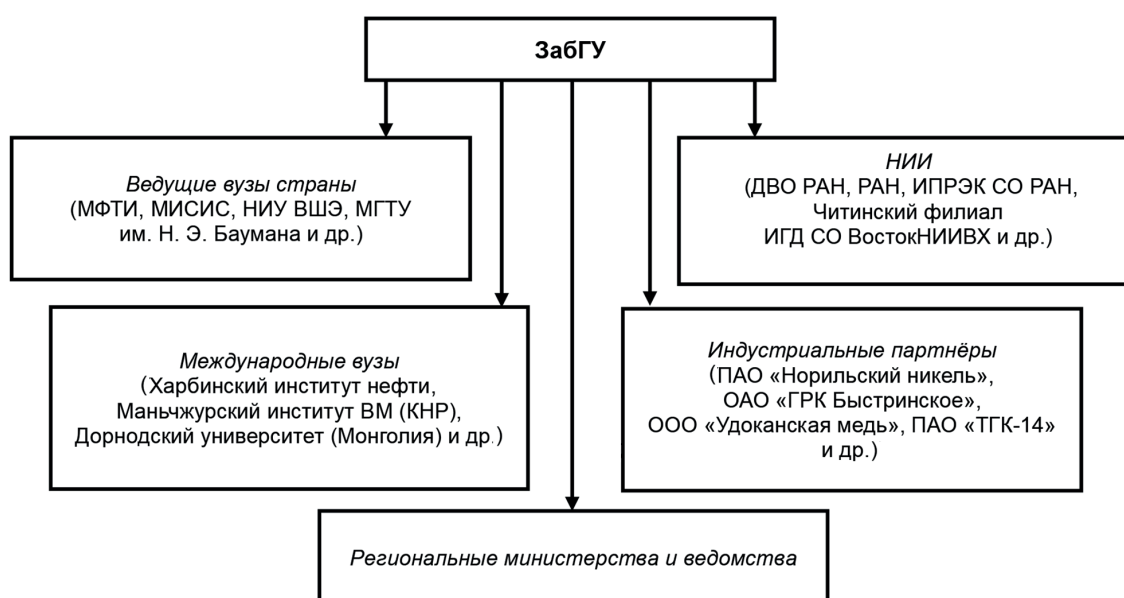 ЗабГУ
Ведущие вузы страны
(МФТИ, МИСИС, НИУ ВШЭ, МГТУ
им. Н. Э. Баумана и др.)
НИИ
(ДВО РАН, РАН, ИПРЭК СО РАН,
Читинский филиал
ИГД СО ВостокНИИВХ и др.)
Международные вузы
(Харбинский институт нефти,
Маньчжурский институт ВМ (КНР),
Дорнодский университет (Монголия) и др.)
Индустриальные партнёры
(ПАО «Норильский никель»,
ОАО «ГРК Быстринское»,
ООО «Удоканская медь», ПАО «ТГК-14»
и др.)
Региональные министерства и ведомства